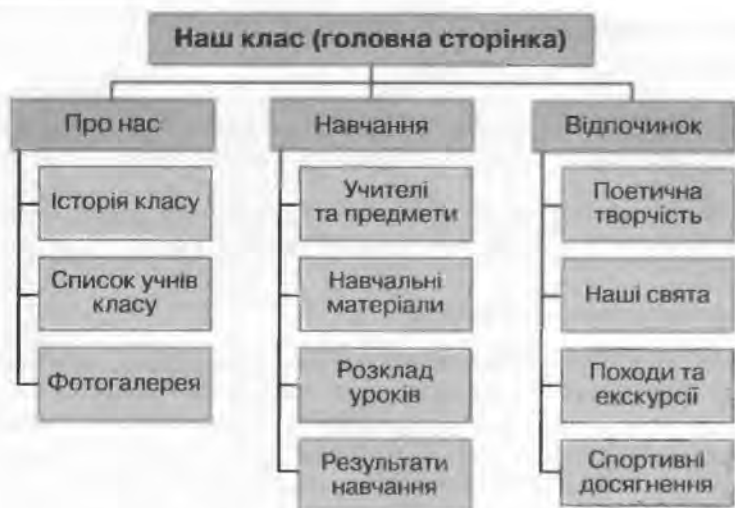 Наш клас (головна сторінка)
Про нас
Історія класу
Список учнів
класу
Фотогалерея
Навчання
Учителі
та предмети
Навчальні
матеріали
Розклад
уроків
Результати
навчання
Відпочинок
Поетична
творчість
Наші свята
Походи та
екскурсії
Спортивні
досягнення